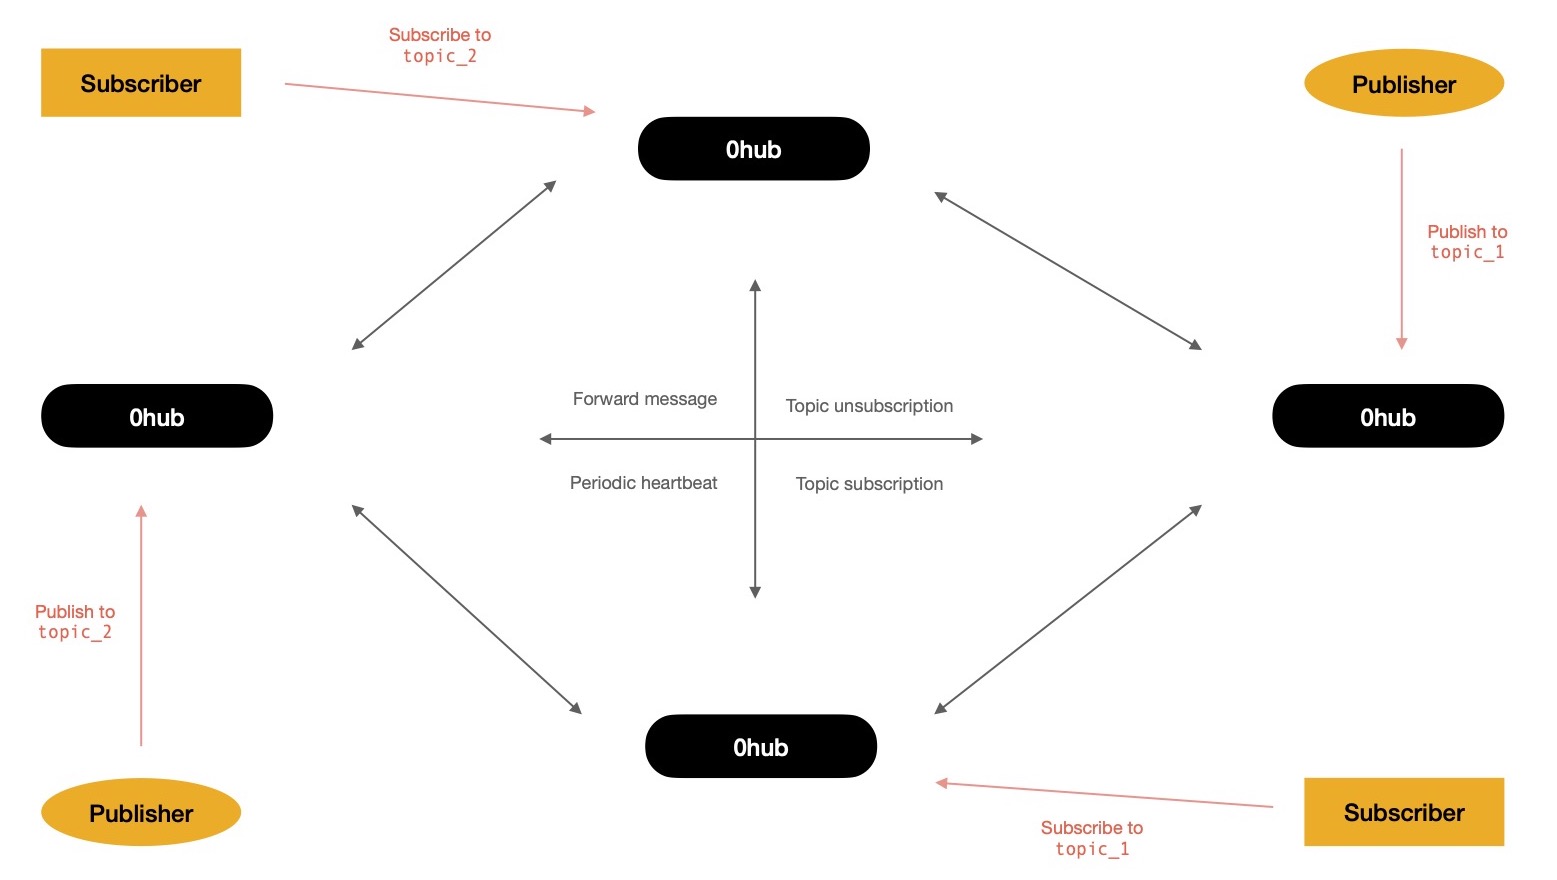 Subscribe to
topic_2
Subscriber
Publisher
0hub
Publish to
topic_1
Forward message
Topic unsubscription
0hub
0hub
Periodic heartbeat
Topic subscription
Publish to
topic_2
0hub
Publisher
Subscriber
Subscribe to
topic_1